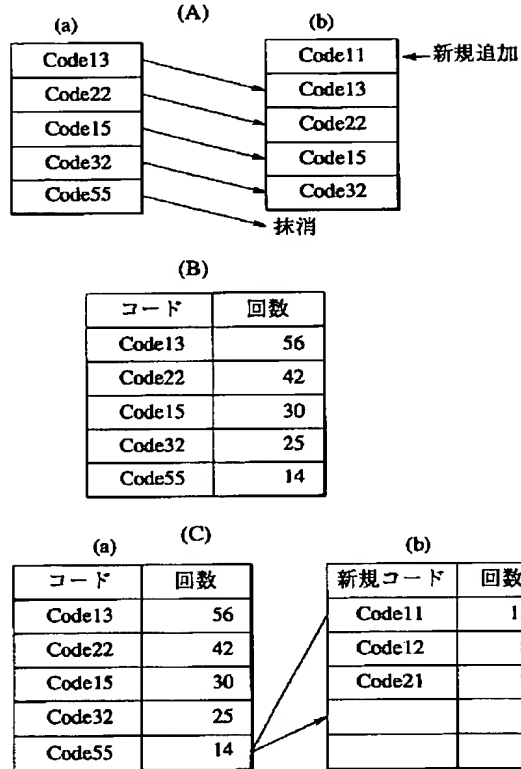 (A)
(a) (b)
Code13
Code22
Code15
Code32
Code55
Code11
Code13
Code22
Code15
Code32
新規追加
抹消
(B)
コード 回数
Code13 56
Code22 42
Code15 30
Code32 25
Code55 14
(C)
(a) (b)
コード 回数
Code13 56
Code22 42
Code15 30
Code32 25
Code55 14
新規コード 回数
Code11
Code12
Code21